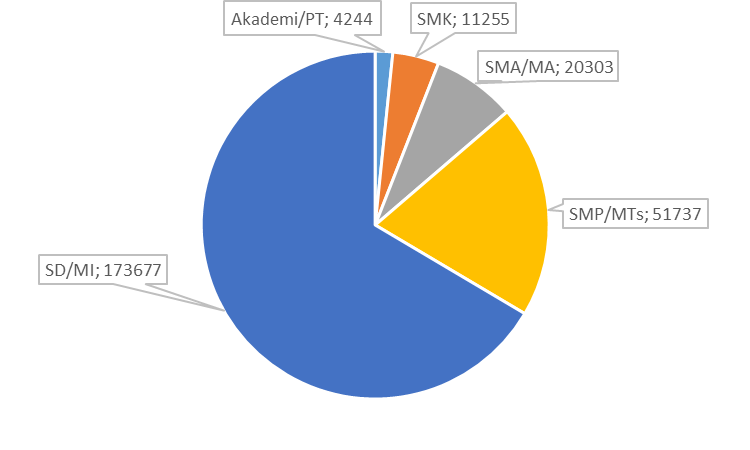 Akademi/PT; 4244
SMK; 11255
SMA/MA; 20303
SMP/MTs; 51737
SD/MI; 173677